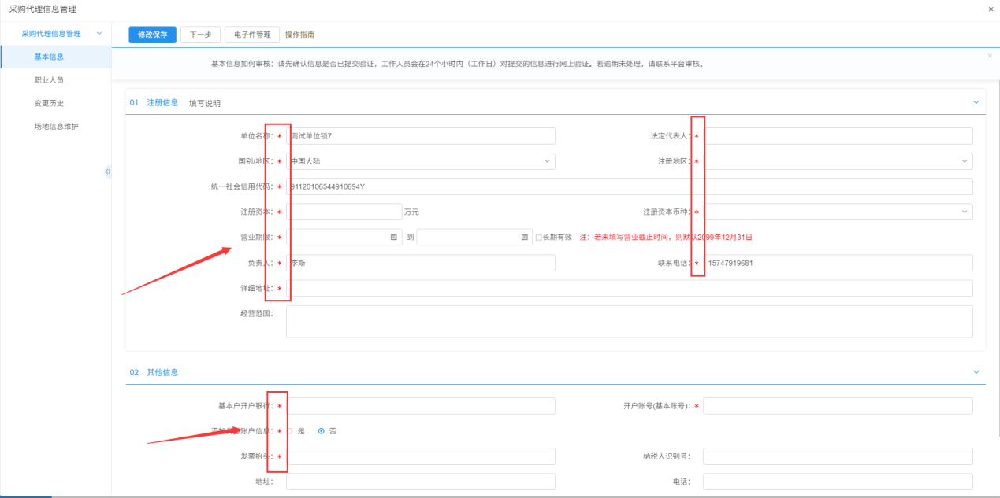 采购代理信息管理 ×
采购代理信息管理
基本信息
职业人员
变更历史
场地信息维护
修改保存 下一步 电子件管理 操作指南
基本信息如何审核：请先确认信息是否已提交验证，工作人员会在24个小时内（工作日）对提交的信息进行网上验证。若逾期未处理，请联系平台审核。 ×
01 注册信息 填写说明
单位名称：* 测试单位锁7 法定代表人：*
国别/地区：* 中国大陆 注册地区：*
统一社会信用代码：* 91120106544910694Y
注册资本：* 万元 注册资本币种：*
营业期限：* 到 长期有效 注：若未填写营业截止时间，则默认2099年12月31日
负责人：* 李斯 联系电话：* 15747919681
详细地址：*
经营范围：
02 其他信息
基本户开户银行：* 开户账号(基本账号)：*
添加 账户信息：* 是 否
发票抬头：* 纳税人识别号：
地址： 电话：